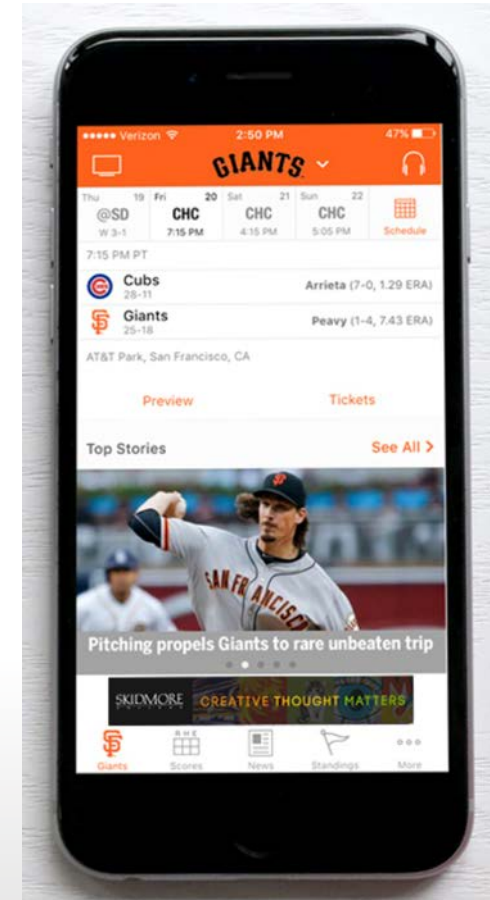 Verizon 2:50 PM 47%
GIANTS
Thu 19 Fri 20 Sat 21 Sun 22
@SD CHC CHC CHC
W 3-1 7:15 PM 4:15 PM 5:05 PM Schedule
7:15 PM PT
Cubs
28-11 Arrieta (7-0, 1.29 ERA)
Giants
25-18 Peavy (1-4, 7.43 ERA)
AT&T Park, San Francisco, CA
Preview Tickets
Top Stories See All >
SAN FRANCISCO
Pitching propels Giants to rare unbeaten trip
SKIDMORE CREATIVE THOUGHT MATTERS
SF R H E
Giants Scores News Standings More